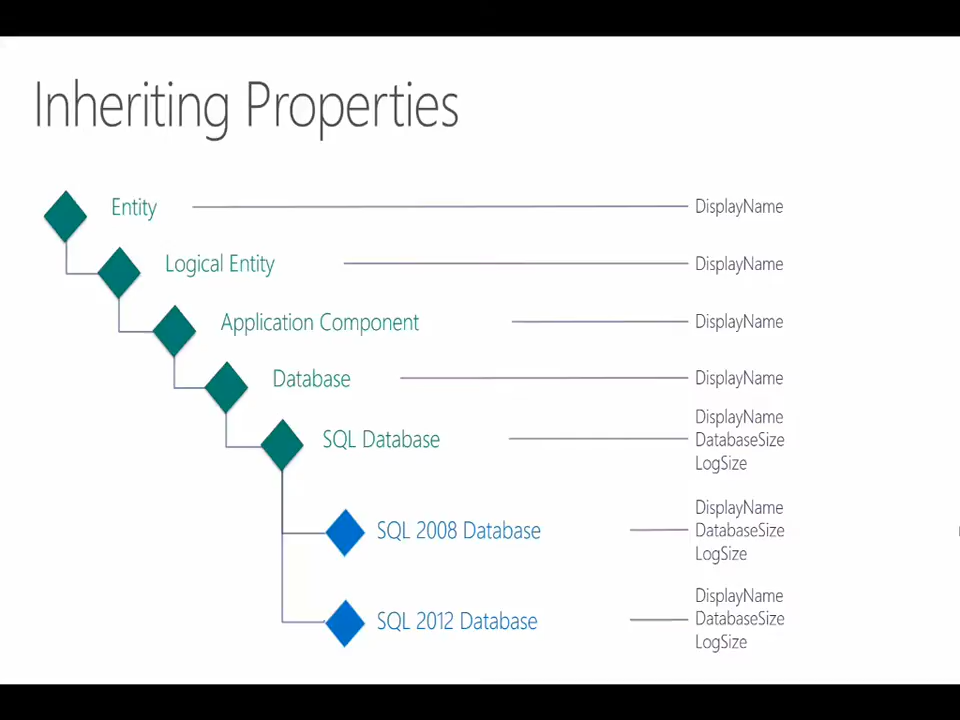 Inheriting Properties
Entity DisplayName
Logical Entity DisplayName
Application Component DisplayName
Database DisplayName
SQL Database
DisplayName
DatabaseSize
LogSize
SQL 2008 Database
DisplayName
DatabaseSize
LogSize
SQL 2012 Database
DisplayName
DatabaseSize
LogSize